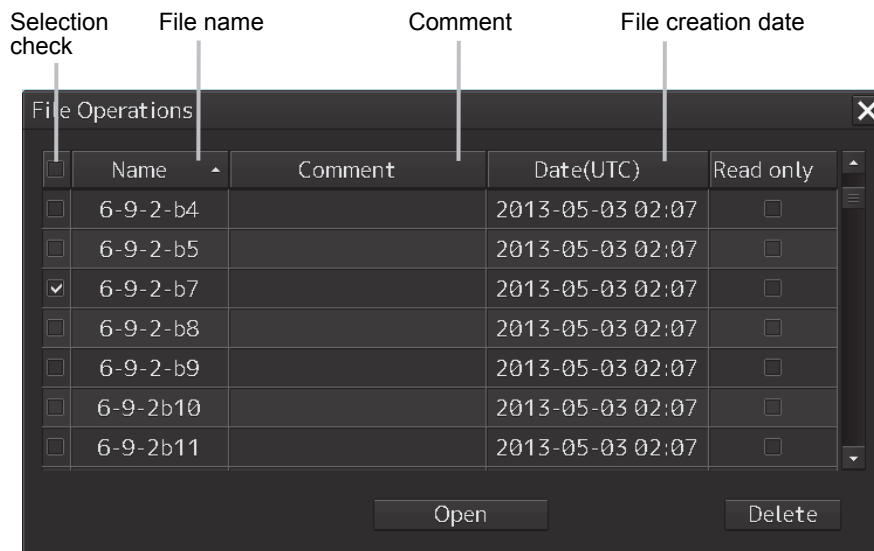 Selection check
File name
Comment
File creation date
File Operations
Name Comment Date(UTC) Read only
6-9-2-b4 2013-05-03 02:07
6-9-2-b5 2013-05-03 02:07
6-9-2-b7 2013-05-03 02:07
6-9-2-b8 2013-05-03 02:07
6-9-2-b9 2013-05-03 02:07
6-9-2b10 2013-05-03 02:07
6-9-2b11 2013-05-03 02:07
Open
Delete